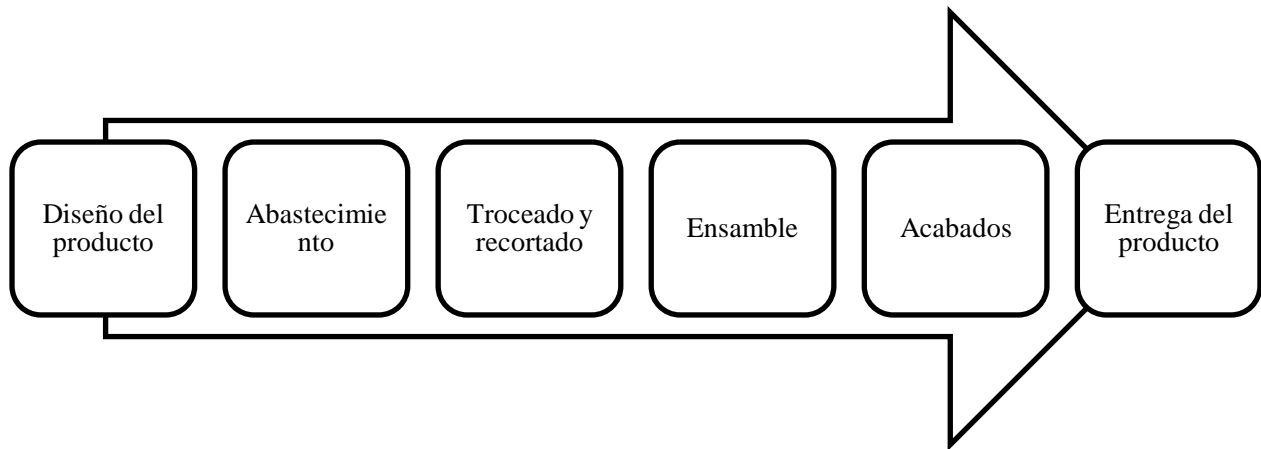 Diseño del
producto
Abastecimie
nto
Troceado y
recortado
Ensamble
Acabados
Entrega del
producto